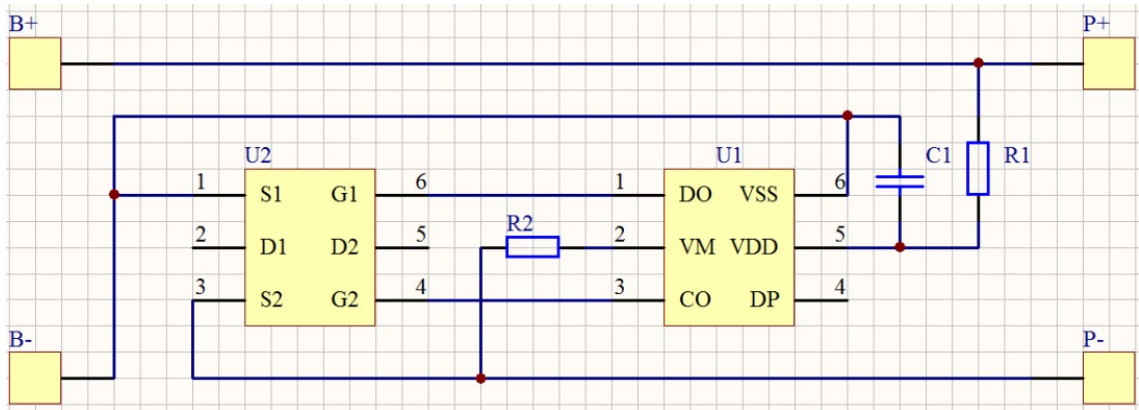 B+
P+
U2
U1
C1
R1
1
S1
G1
6
1
DO
VSS
6
R2
2
D1
D2
5
2
VM
VDD
5
3
S2
G2
4
3
CO
DP
4
B-
P-